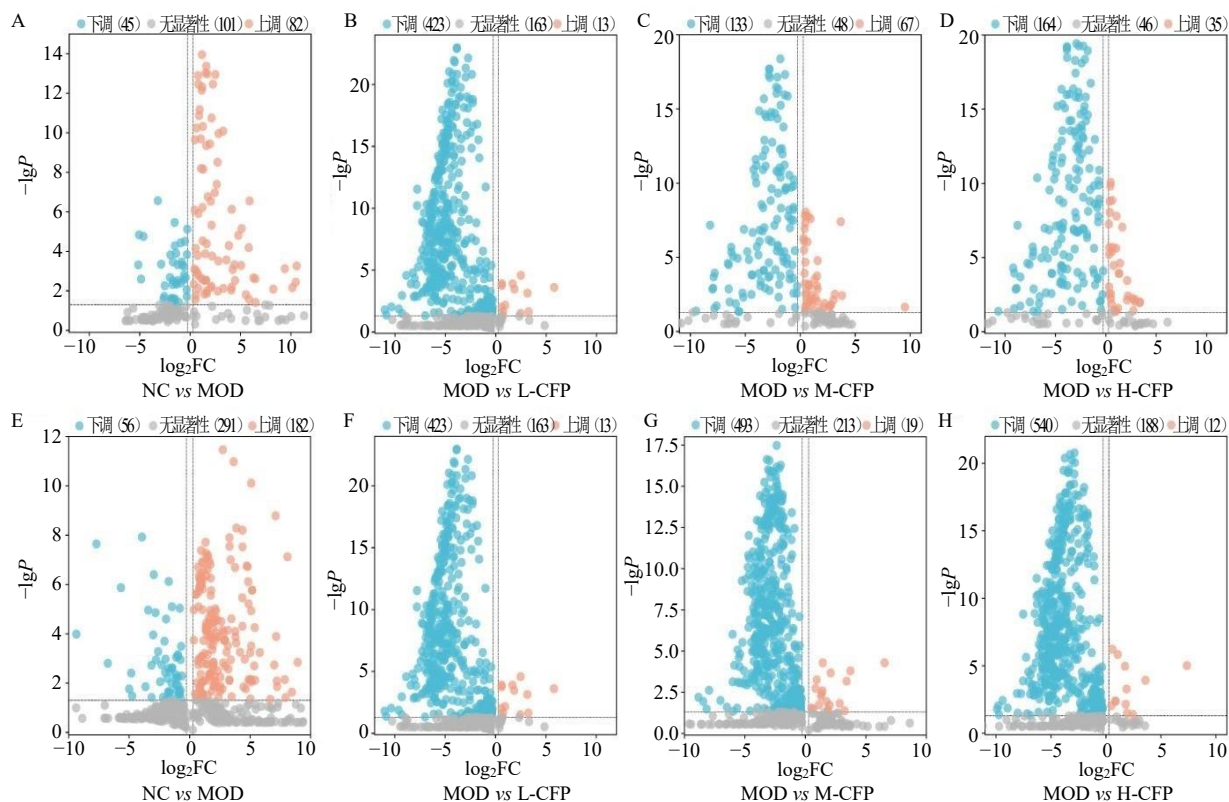 A
下调 (45) 无显著性 (101) 上调 (82)
14
12
10
8
6
4
2
0
−lgP
−10 −5 0 5 10
log₂FC
NC vs MOD
B
下调 (423) 无显著性 (163) 上调 (13)
20
15
10
5
0
−lgP
−10 −5 0 5 10
log₂FC
MOD vs L-CFP
C
下调 (133) 无显著性 (48) 上调 (67)
20
15
10
5
0
−lgP
−10 −5 0 5 10
log₂FC
MOD vs M-CFP
D
下调 (164) 无显著性 (46) 上调 (35)
20
15
10
5
0
−lgP
−10 −5 0 5 10
log₂FC
MOD vs H-CFP
E
下调 (56) 无显著性 (291) 上调 (182)
12
10
8
6
4
2
0
−lgP
−10 −5 0 5 10
log₂FC
NC vs MOD
F
下调 (423) 无显著性 (163) 上调 (13)
20
15
10
5
0
−lgP
−10 −5 0 5 10
log₂FC
MOD vs L-CFP
G
下调 (493) 无显著性 (213) 上调 (19)
17.5
15.0
12.5
10.0
7.5
5.0
2.5
0.0
−lgP
−10 −5 0 5 10
log₂FC
MOD vs M-CFP
H
下调 (540) 无显著性 (188) 上调 (12)
20
15
10
5
0
−lgP
−10 −5 0 5 10
log₂FC
MOD vs H-CFP